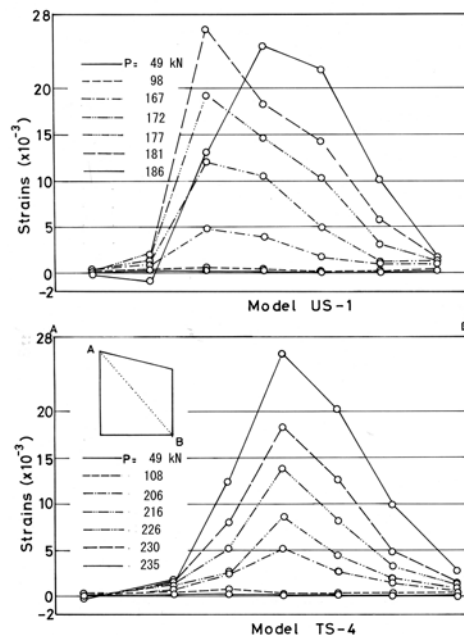 28
20
15
10
5
0
-2
Strains (x10⁻³)
P= 49 kN
98
167
172
177
181
186
Model US-1
A
A
B
28
20
15
10
5
0
-2
Strains (x10⁻³)
P= 49 kN
108
206
216
226
230
235
Model TS-4